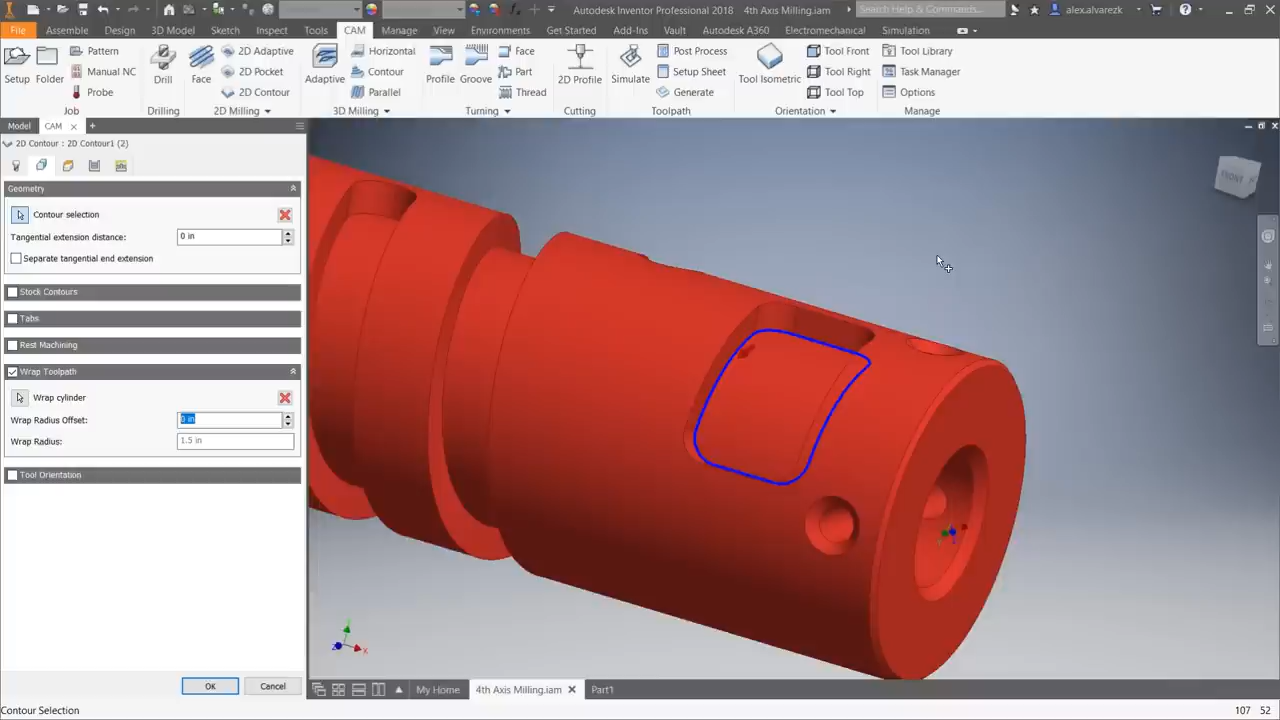 Autodesk Inventor Professional 2018 4th Axis Milling.iam
Search Help & Commands...
alex.alvarezk
File Assembly Design 3D Model Sketch Inspect Tools CAM Manage View Environments Get Started Add-Ins Vault Autodesk A360 Electromechanical Simulation
Setup Folder Pattern Manual NC Probe
Job
Drill
Drilling
Face 2D Adaptive 2D Pocket 2D Contour
2D Milling
Adaptive Horizontal Contour Parallel
3D Milling
Profile Groove Face Part Thread
Turning
2D Profile
Cutting
Simulate Post Process Setup Sheet Generate
Toolpath
Tool Isometric Tool Front Tool Right Tool Top
Orientation
Tool Library Task Manager Options
Manage
Model CAM
2D Contour : 2D Contour1 (2)
Geometry
Contour selection
Tangential extension distance: 0 in
Separate tangential end extension
Stock Contours
Tabs
Rest Machining
Wrap Toolpath
Wrap cylinder
Wrap Radius Offset: 0 in
Wrap Radius: 1.5 in
Tool Orientation
FRONT
OK Cancel
My Home 4th Axis Milling.iam Part1
Contour Selection
107 52